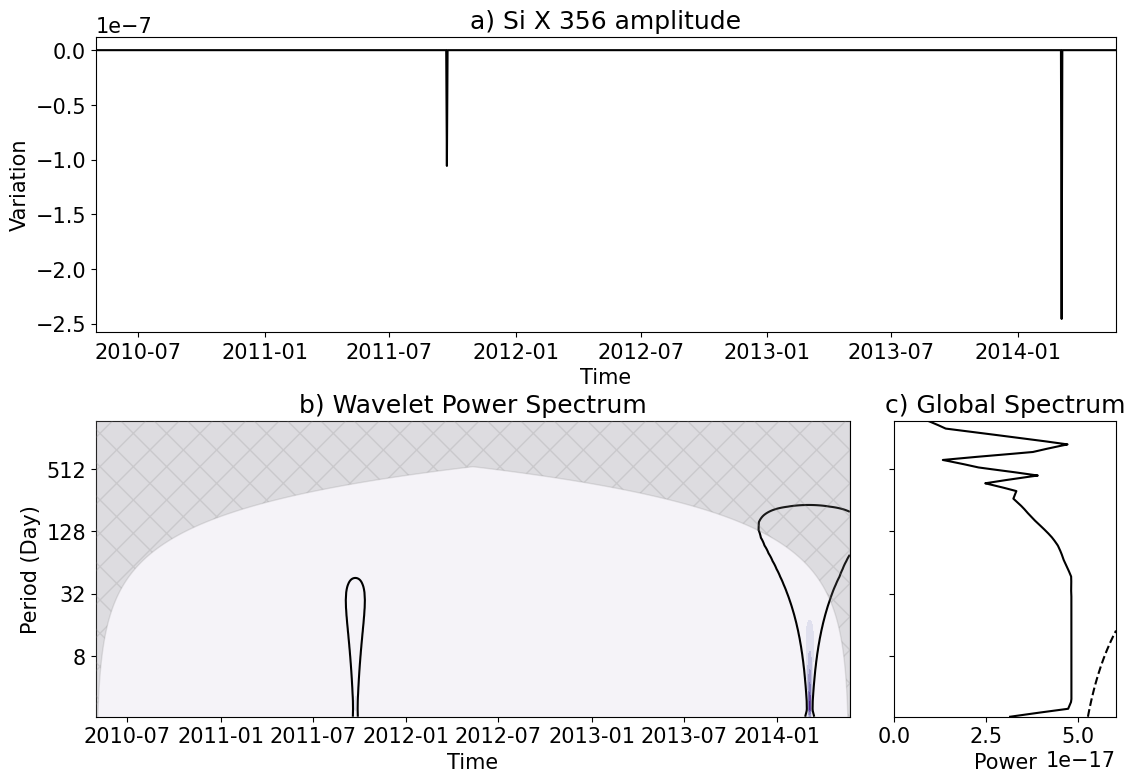 a) Si X 356 amplitude
1e−7
0.0
−0.5
−1.0
−1.5
−2.0
−2.5
Variation
2010-07 2011-01 2011-07 2012-01 2012-07 2013-01 2013-07 2014-01
Time
b) Wavelet Power Spectrum
512
128
32
8
Period (Day)
2010-07 2011-01 2011-07 2012-01 2012-07 2013-01 2013-07 2014-01
Time
c) Global Spectrum
0.0 2.5 5.0
Power 1e−17